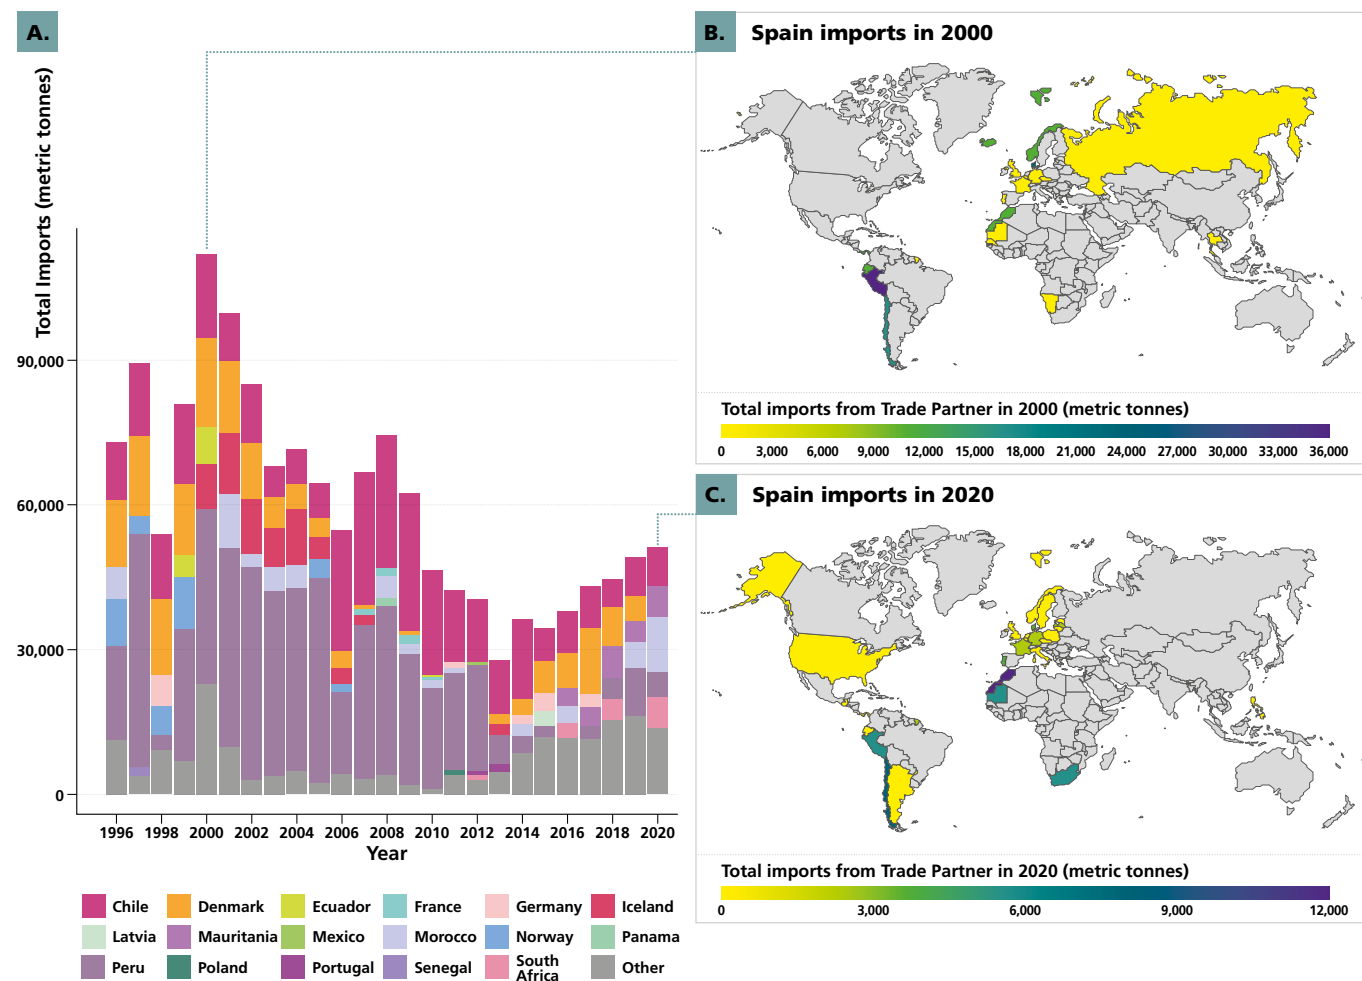 A.
Total Imports (metric tonnes)
90,000
60,000
30,000
0
1996 1998 2000 2002 2004 2006 2008 2010 2012 2014 2016 2018 2020
Year
Chile Denmark Ecuador France Germany Iceland
Latvia Mauritania Mexico Morocco Norway Panama
Peru Poland Portugal Senegal South Africa Other
B. Spain imports in 2000
Total imports from Trade Partner in 2000 (metric tonnes)
0 3,000 6,000 9,000 12,000 15,000 18,000 21,000 24,000 27,000 30,000 33,000 36,000
C. Spain imports in 2020
Total imports from Trade Partner in 2020 (metric tonnes)
0 3,000 6,000 9,000 12,000